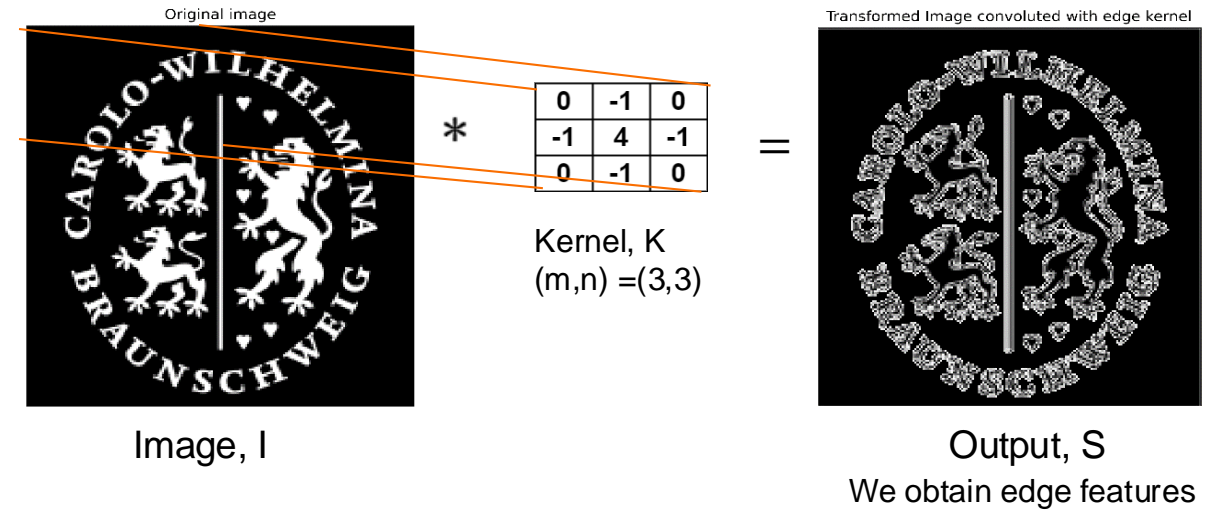 Original image
Transformed Image convoluted with edge kernel
CAROLO-WILHELMINA
BRAUNSCHWEIG
*
0 -1 0
-1 4 -1
0 -1 0
=
CAROLO-WILHELMINA
BRAUNSCHWEIG
Kernel, K
(m,n) =(3,3)
Image, I
Output, S
We obtain edge features